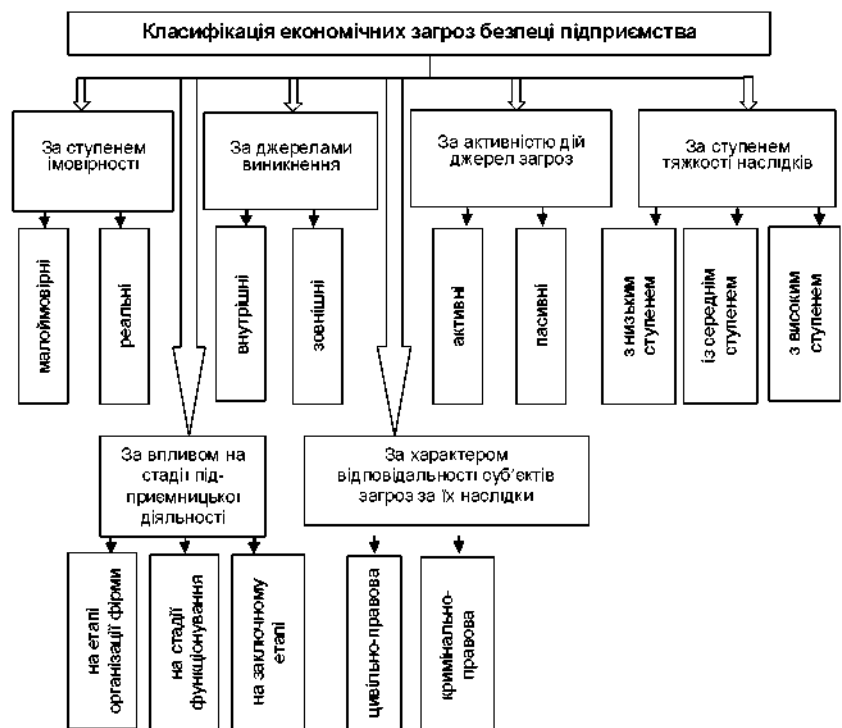 Класифікація економічних загроз безпеці підприємства
За ступенем
імовірності
За джерелами
виникнення
За активністю дій
джерел загроз
За ступенем
тяжкості наслідків
малоймовірні
реальні
внутрішні
зовнішні
активні
пасивні
з низьким
ступенем
із середнім
ступенем
з високим
ступенем
За впливом на
стадії під-
приємницької
діяльності
За характером
відповідальності суб’єктів
загроз за їх наслідки
на етапі
організації фірми
на стадії
функціонування
на заключному
етапі
цивільно-правова
кримінально-
правова